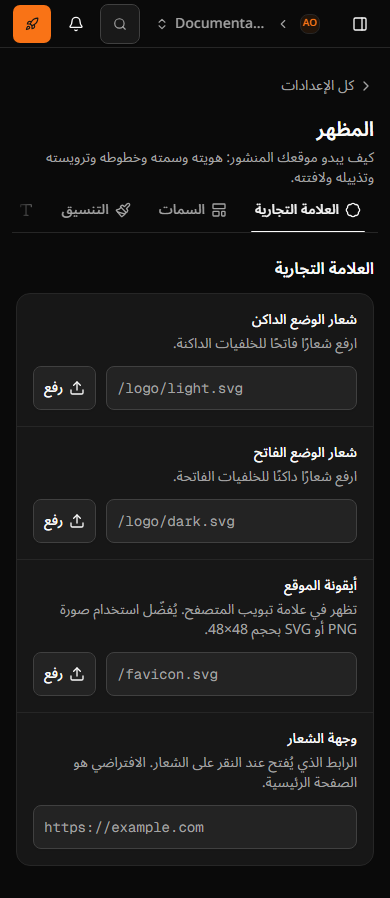 Documenta...
AO
كل الإعدادات
المظهر
كيف يبدو موقعك المنشور: هويته وسمته وخطوطه وترويسته
وتذييله ولافتته.
العلامة التجارية
السمات
التنسيق
العلامة التجارية
شعار الوضع الداكن
ارفع شعارًا فاتحًا للخلفيات الداكنة.
/logo/light.svg
رفع
شعار الوضع الفاتح
ارفع شعارًا داكنًا للخلفيات الفاتحة.
/logo/dark.svg
رفع
أيقونة الموقع
تظهر في علامة تبويب المتصفح. يُفضّل استخدام صورة
PNG أو SVG بحجم 48×48.
/favicon.svg
رفع
وجهة الشعار
الرابط الذي يُفتح عند النقر على الشعار. الافتراضي هو
الصفحة الرئيسية.
https://example.com